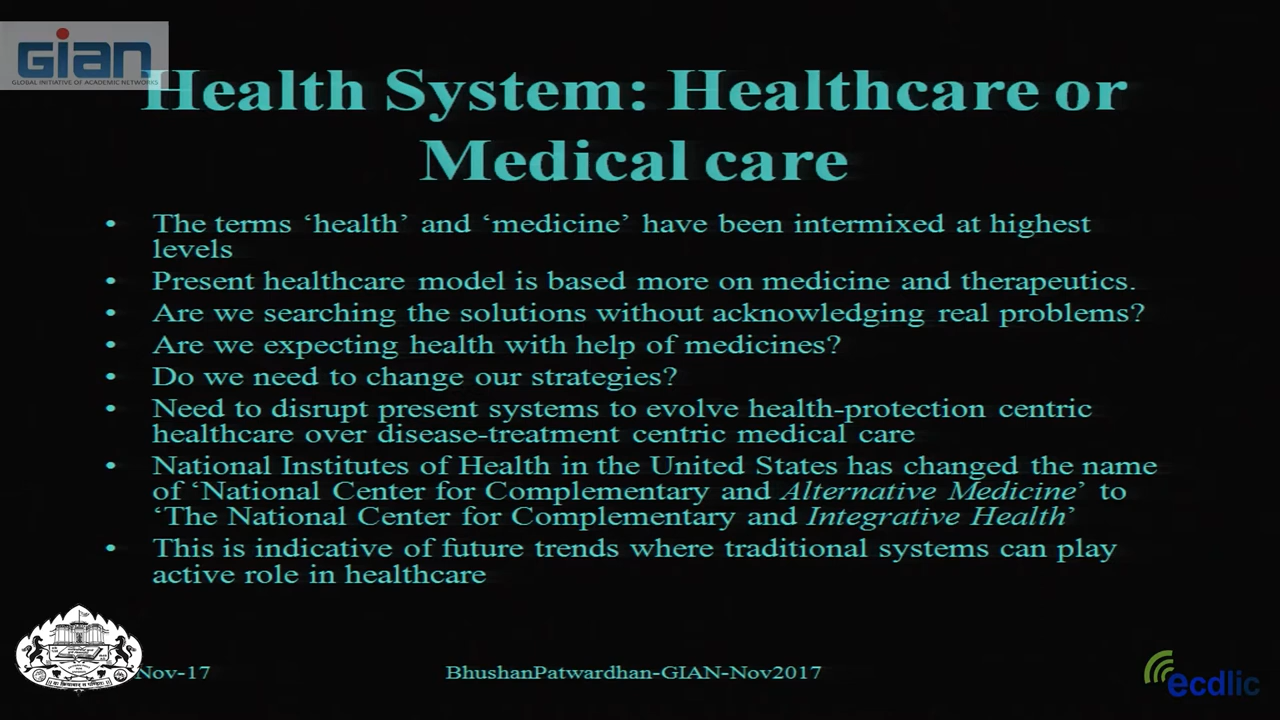 GIAN
GLOBAL INITIATIVE OF ACADEMIC NETWORKS
Health System: Healthcare or
Medical care
• The terms ‘health’ and ‘medicine’ have been intermixed at highest
levels
• Present healthcare model is based more on medicine and therapeutics.
• Are we searching the solutions without acknowledging real problems?
• Are we expecting health with help of medicines?
• Do we need to change our strategies?
• Need to disrupt present systems to evolve health-protection centric
healthcare over disease-treatment centric medical care
• National Institutes of Health in the United States has changed the name
of ‘National Center for Complementary and Alternative Medicine’ to
‘The National Center for Complementary and Integrative Health’
• This is indicative of future trends where traditional systems can play
active role in healthcare
Nov-17
BhushanPatwardhan-GIAN-Nov2017
ecdlic